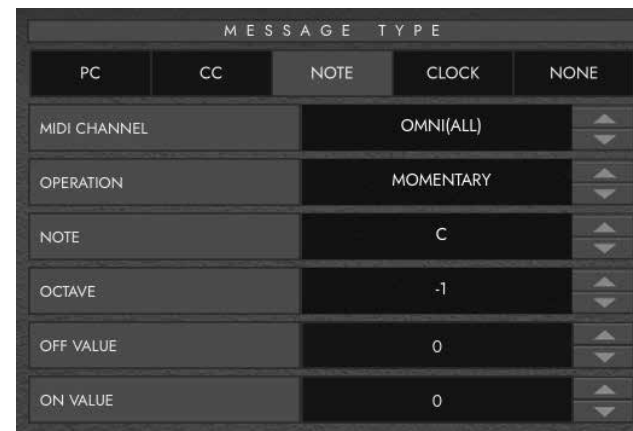 MESSAGE TYPE
PC CC NOTE CLOCK NONE
MIDI CHANNEL OMNI(ALL)
OPERATION MOMENTARY
NOTE C
OCTAVE -1
OFF VALUE 0
ON VALUE 0